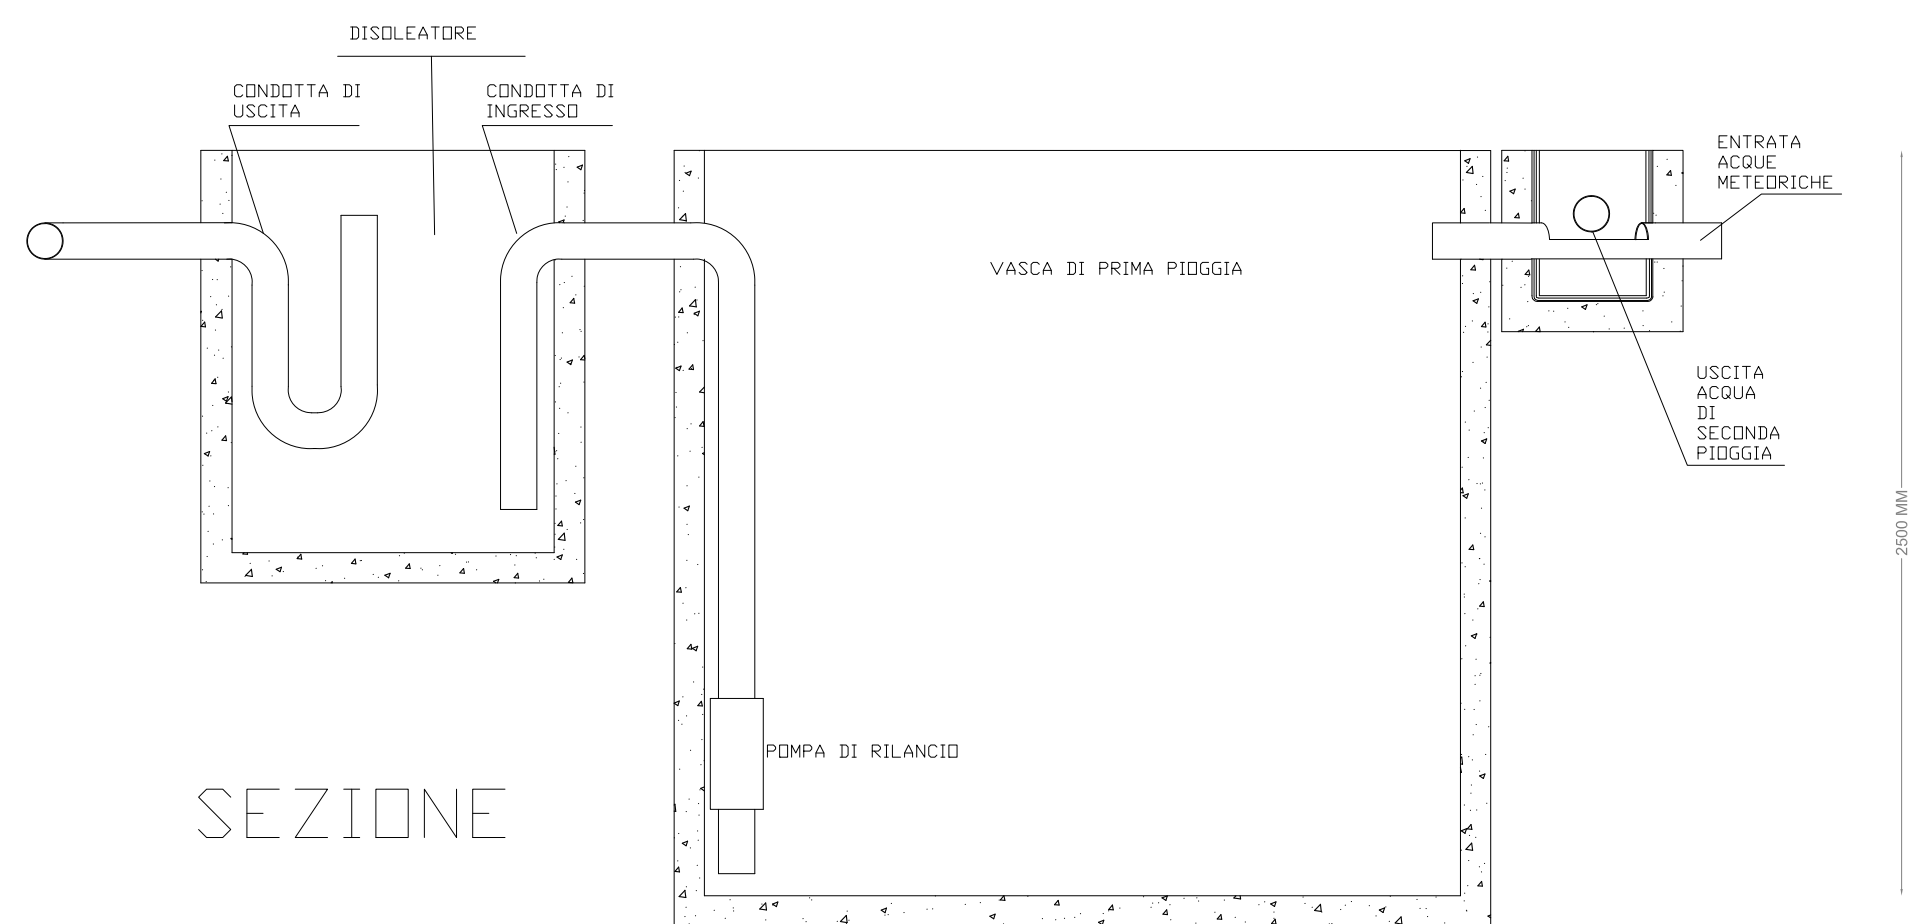 DISOLEATORE
CONDOTTA DI
USCITA
CONDOTTA DI
INGRESSO
ENTRATA
ACQUE
METEORICHE
VASCA DI PRIMA PIOGGIA
USCITA
ACQUA
DI
SECONDA
PIOGGIA
2500 MM
POMPA DI RILANCIO
SEZIONE